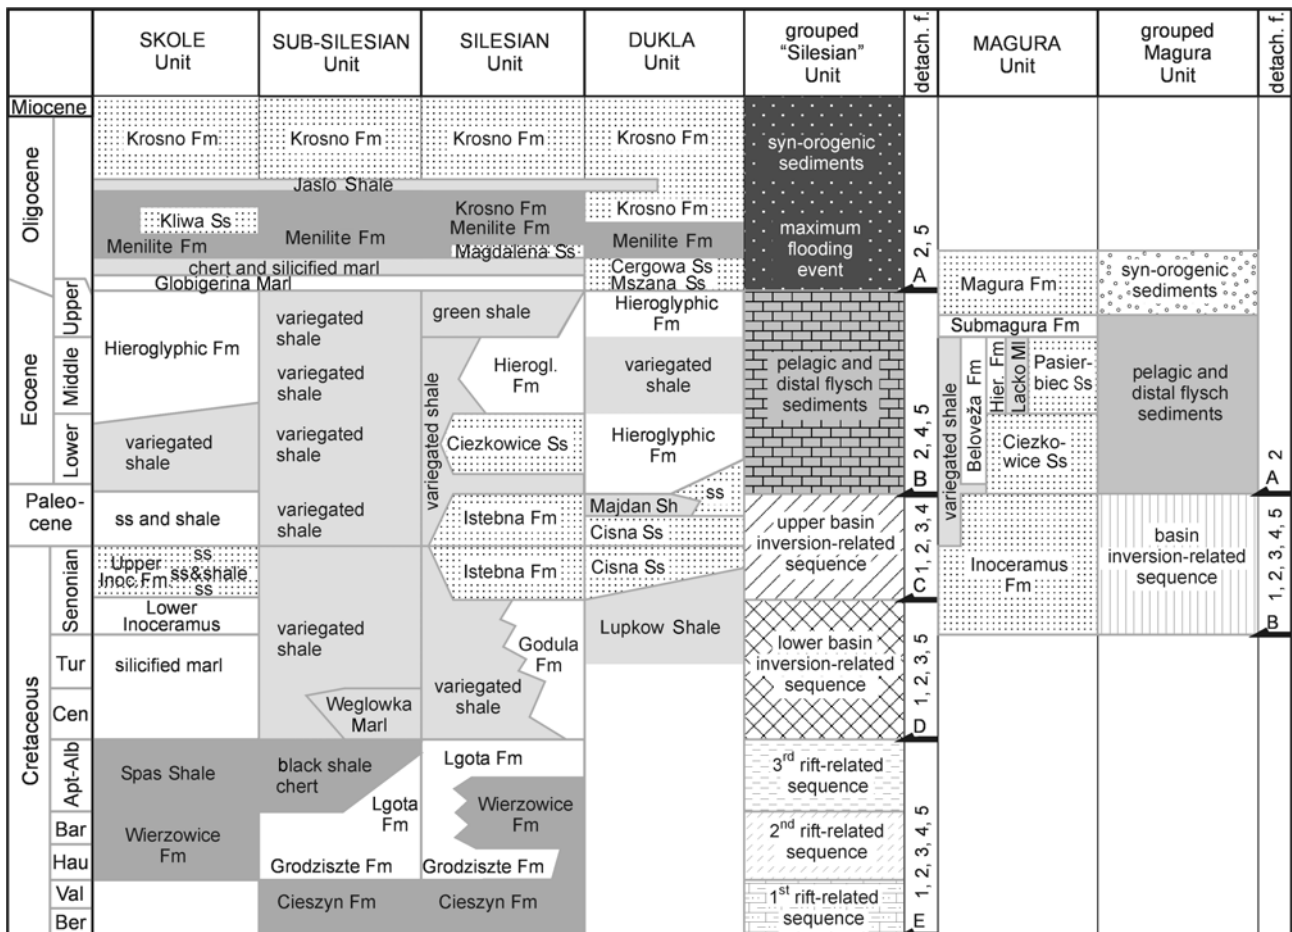 SKOLE
Unit
SUB-SILESIAN
Unit
SILESIAN
Unit
DUKLA
Unit
grouped
“Silesian”
Unit
detach. f.
MAGURA
Unit
grouped
Magura
Unit
detach. f.
Miocene
Oligocene
Krosno Fm
Krosno Fm
Krosno Fm
Krosno Fm
Jaslo Shale
Kliwa Ss
Menilite Fm
Menilite Fm
Krosno Fm
Menilite Fm
Magdalena Ss
Krosno Fm
Menilite Fm
chert and silicified marl
Globigerina Marl
Cergowa Ss
Mszana Ss
syn-orogenic
sediments
maximum
flooding
event
A 2, 5
Magura Fm
syn-orogenic
sediments
Eocene
Upper
Middle
Lower
Hieroglyphic Fm
variegated
shale
variegated
shale
variegated
shale
variegated
shale
green shale
variegated shale
Hierogl.
Fm
Ciezkowice Ss
Hieroglyphic
Fm
variegated
shale
Hieroglyphic
Fm
pelagic and
distal flysch
sediments
B 2, 4, 5
Submagura Fm
variegated shale
Beloveža Fm
Hier. Fm
Lacko Ml
Pasier-
biec Ss
Ciezko-
wice Ss
pelagic and
distal flysch
sediments
A 2
Paleo-
cene
ss and shale
variegated
shale
Istebna Fm
ss
Majdan Sh
Cisna Ss
upper basin
inversion-related
sequence
C 1, 2, 3, 4
Inoceramus
Fm
basin
inversion-related
sequence
B 1, 2, 3, 4, 5
Cretaceous
Senonian
Tur
Cen
Apt-Alb
Bar
Hau
Val
Ber
Upper
Inoc.Fm
ss
ss&shale
ss
Lower
Inoceramus
silicified marl
variegated
shale
Weglowka
Marl
Istebna Fm
Godula
Fm
variegated
shale
Cisna Ss
Lupkow Shale
lower basin
inversion-related
sequence
D 1, 2, 3, 5
Spas Shale
Wierzowice
Fm
black shale
chert
Lgota
Fm
Grodziszte Fm
Cieszyn Fm
Lgota Fm
Wierzowice
Fm
Grodziszte Fm
Cieszyn Fm
3rd rift-related
sequence
2nd rift-related
sequence
1st rift-related
sequence
E 1, 2, 3, 4, 5